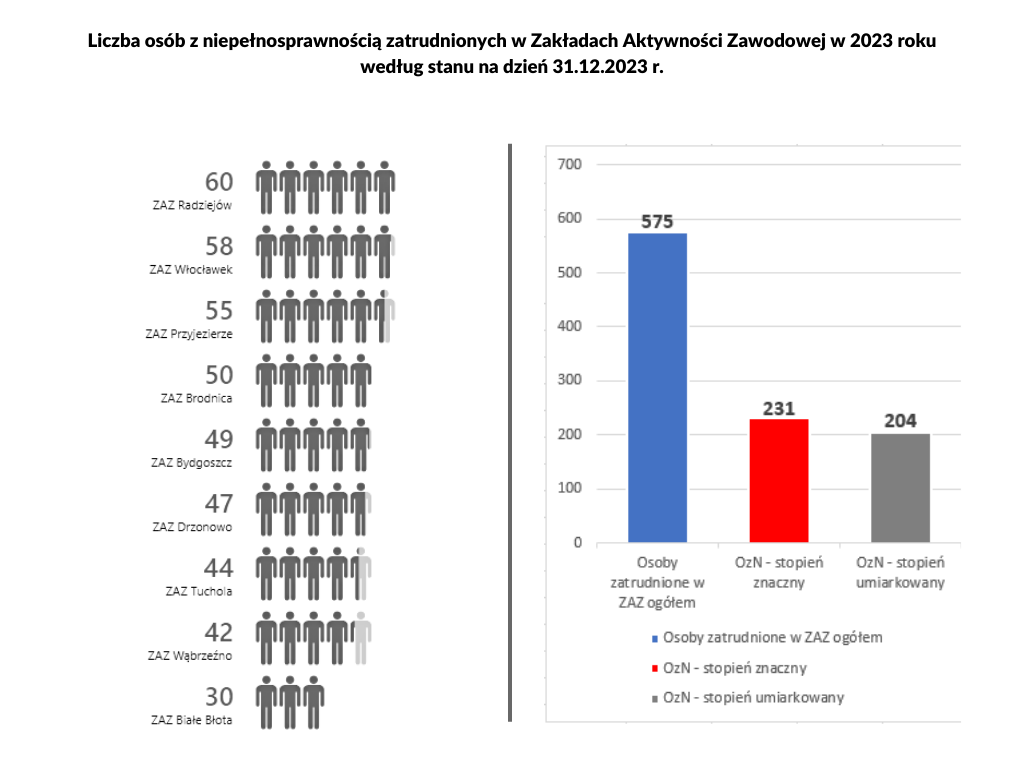 Liczba osób z niepełnosprawnością zatrudnionych w Zakładach Aktywności Zawodowej w 2023 roku
według stanu na dzień 31.12.2023 r.
60
ZAZ Radziejów
58
ZAZ Włocławek
55
ZAZ Przyjezierze
50
ZAZ Brodnica
49
ZAZ Bydgoszcz
47
ZAZ Drzonowo
44
ZAZ Tuchola
42
ZAZ Wąbrzeźno
30
ZAZ Białe Błota
700
600
500
400
300
200
100
0
575
231
204
Osoby
zatrudnione w
ZAZ ogółem
OzN - stopień
znaczny
OzN - stopień
umiarkowany
Osoby zatrudnione w ZAZ ogółem
OzN - stopień znaczny
OzN - stopień umiarkowany